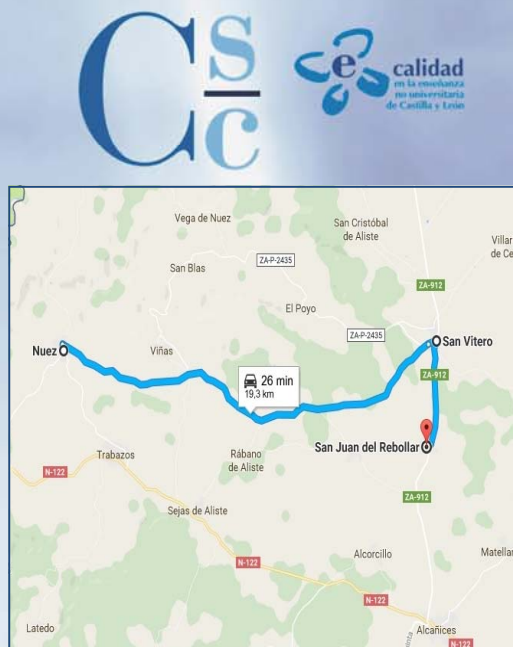 Cs
c
e
calidad
en la enseñanza
no universitaria
de Castilla y León
Vega de Nuez
San Cristóbal
de Aliste
Villar
de Ce
ZA-P-2435
San Blas
ZA-912
El Poyo
ZA-P-2435
San Vitero
Nuez
Viñas
26 min
19,3 km
ZA-912
San Juan del Rebollar
Trabazos
Rábano
de Aliste
N-122
ZA-912
Sejas de Aliste
Alcorcillo
Matellan
N-122
N-122
Latedo
Alcañices
N-122